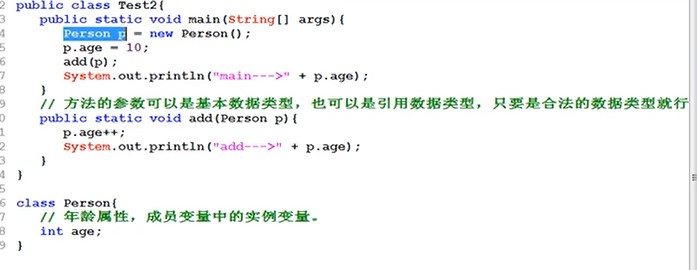 2 public class Test2{
3 public static void main(String[] args){
4 Person p = new Person();
5 p.age = 10;
6 add(p);
7 System.out.println("main--->" + p.age);
8 }
9 // 方法的参数可以是基本数据类型，也可以是引用数据类型，只要是合法的数据类型就行
0 public static void add(Person p){
1 p.age++;
2 System.out.println("add--->" + p.age);
3 }
4 }
5
6 class Person{
7 // 年龄属性，成员变量中的实例变量。
8 int age;
9 }